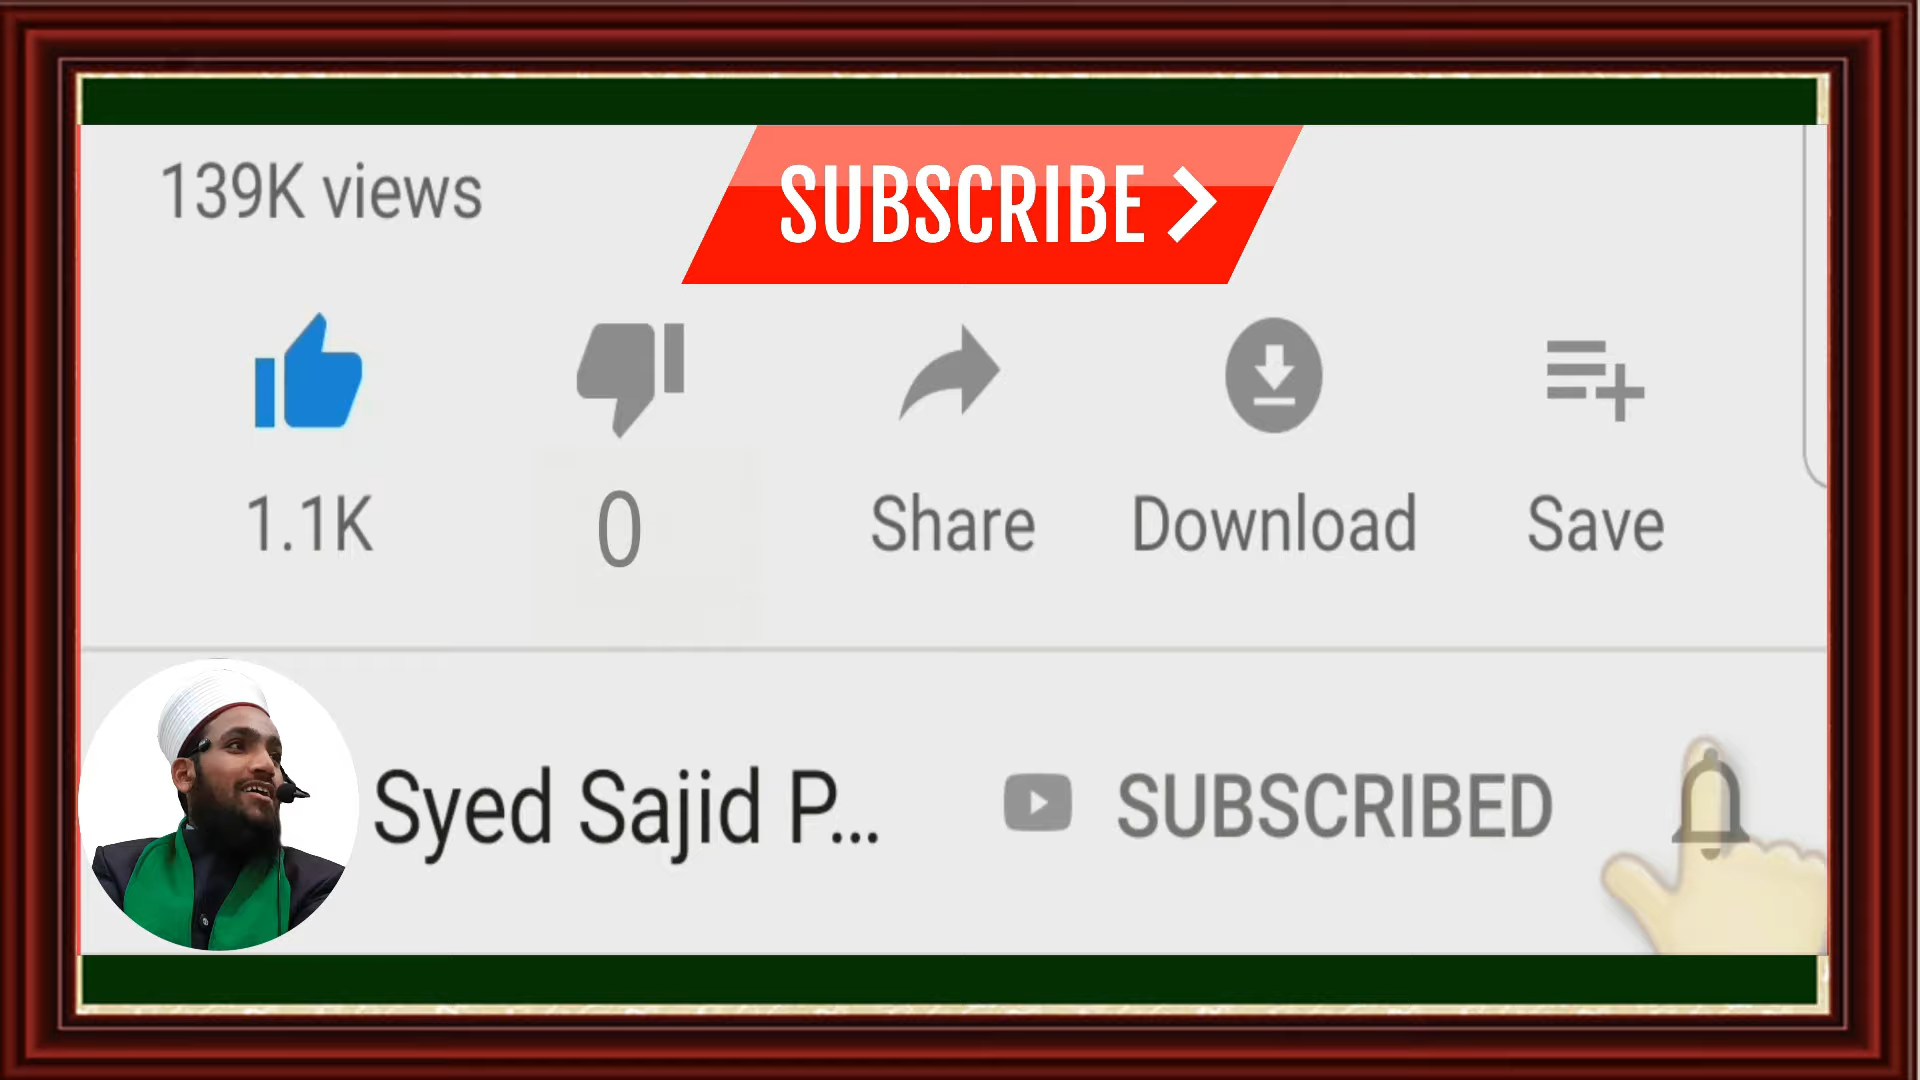 139K views
SUBSCRIBE
1.1K
0
Share
Download
Save
Syed Sajid P...
SUBSCRIBED